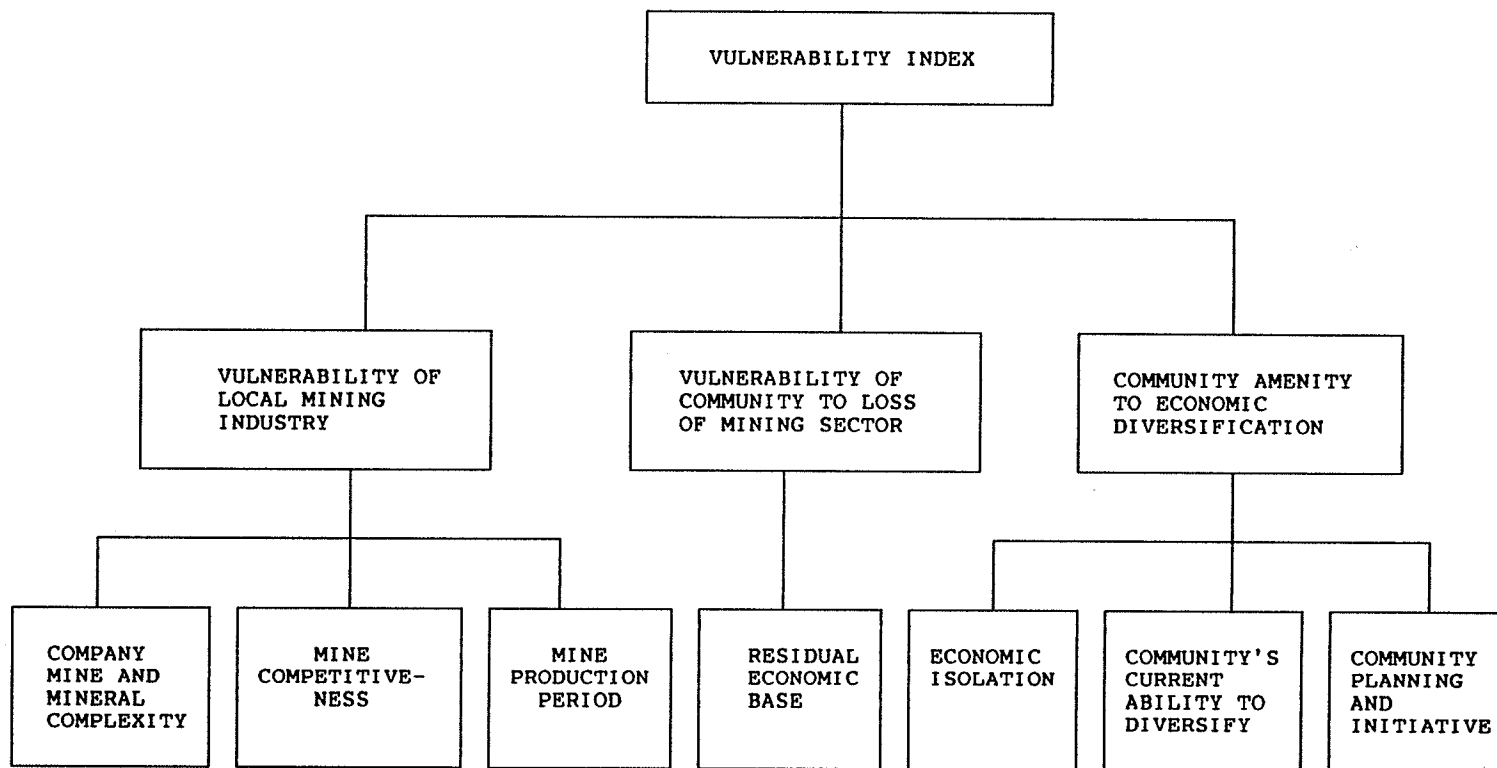 VULNERABILITY INDEX
VULNERABILITY OF
LOCAL MINING
INDUSTRY
VULNERABILITY OF
COMMUNITY TO LOSS
OF MINING SECTOR
COMMUNITY AMENITY
TO ECONOMIC
DIVERSIFICATION
COMPANY
MINE AND
MINERAL
COMPLEXITY
MINE
COMPETITIVE-
NESS
MINE
PRODUCTION
PERIOD
RESIDUAL
ECONOMIC
BASE
ECONOMIC
ISOLATION
COMMUNITY'S
CURRENT
ABILITY TO
DIVERSIFY
COMMUNITY
PLANNING
AND
INITIATIVE